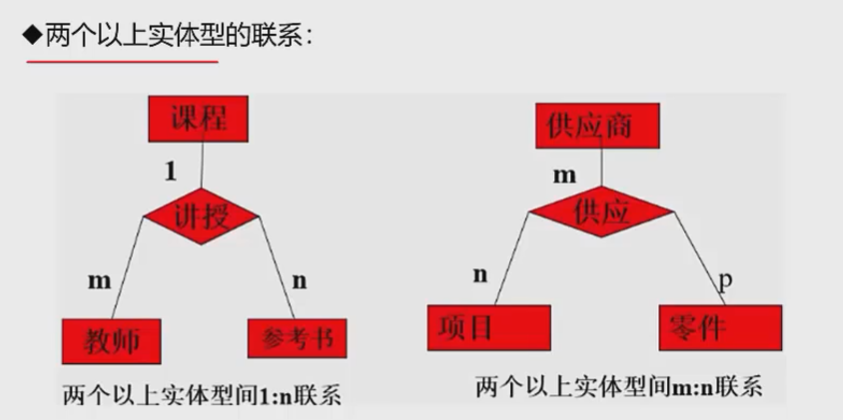 ◆两个以上实体型的联系：
课程
1
讲授
m
n
教师
参考书
两个以上实体型间1:n联系
供应商
m
供应
n
p
项目
零件
两个以上实体型间m:n联系